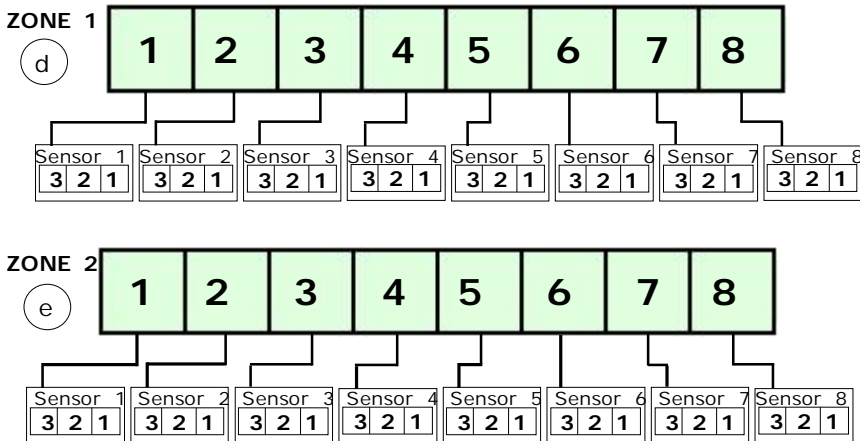 ZONE 1
d
1 2 3 4 5 6 7 8
Sensor 1 Sensor 2 Sensor 3 Sensor 4 Sensor 5 Sensor 6 Sensor 7 Sensor 8
3 2 1 3 2 1 3 2 1 3 2 1 3 2 1 3 2 1 3 2 1 3 2 1
ZONE 2
e
1 2 3 4 5 6 7 8
Sensor 1 Sensor 2 Sensor 3 Sensor 4 Sensor 5 Sensor 6 Sensor 7 Sensor 8
3 2 1 3 2 1 3 2 1 3 2 1 3 2 1 3 2 1 3 2 1 3 2 1